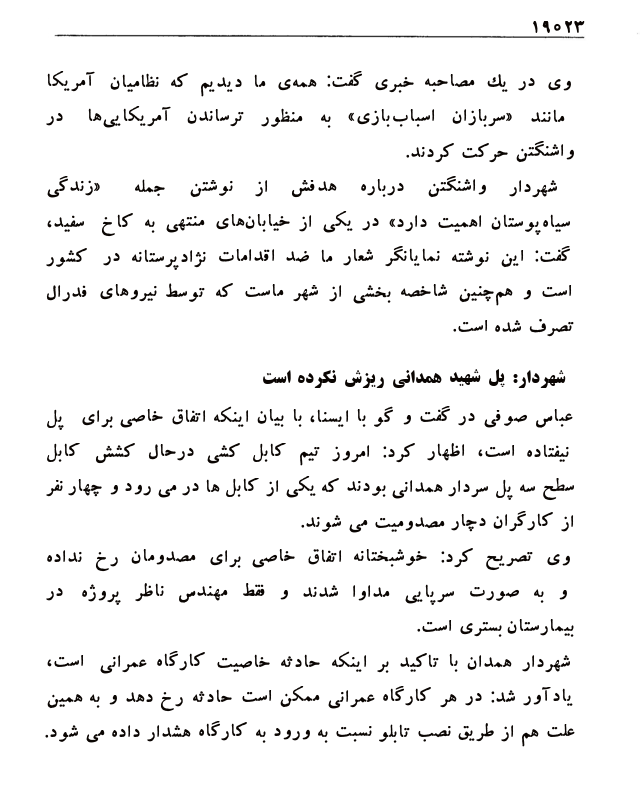 ۱۹۰۲۳
وی در یك مصاحبه خبری گفت: همه‌ی ما دیدیم که نظامیان آمریکا
مانند «سربازان اسباب‌بازی» به منظور ترساندن آمریکایی‌ها در
واشنگتن حرکت کردند.
شهردار واشنگتن درباره هدفش از نوشتن جمله «زندگی
سیاه‌پوستان اهمیت دارد» در یکی از خیابان‌های منتهی به کاخ سفید،
گفت: این نوشته نمایانگر شعار ما ضد اقدامات نژادپرستانه در کشور
است و هم‌چنین شاخصه بخشی از شهر ماست که توسط نیروهای فدرال
تصرف شده است.
شهردار: پل شهید همدانی ریزش نکرده است
عباس صوفی در گفت و گو با ایسنا، با بیان اینکه اتفاق خاصی برای پل
نیفتاده است، اظهار کرد: امروز تیم کابل کشی درحال کشش کابل
سطح سه پل سردار همدانی بودند که یکی از کابل ها در می رود و چهار نفر
از کارگران دچار مصدومیت می شوند.
وی تصریح کرد: خوشبختانه اتفاق خاصی برای مصدومان رخ نداده
و به صورت سرپایی مداوا شدند و فقط مهندس ناظر پروژه در
بیمارستان بستری است.
شهردار همدان با تاکید بر اینکه حادثه خاصیت کارگاه عمرانی است،
یادآور شد: در هر کارگاه عمرانی ممکن است حادثه رخ دهد و به همین
علت هم از طریق نصب تابلو نسبت به ورود به کارگاه هشدار داده می شود.